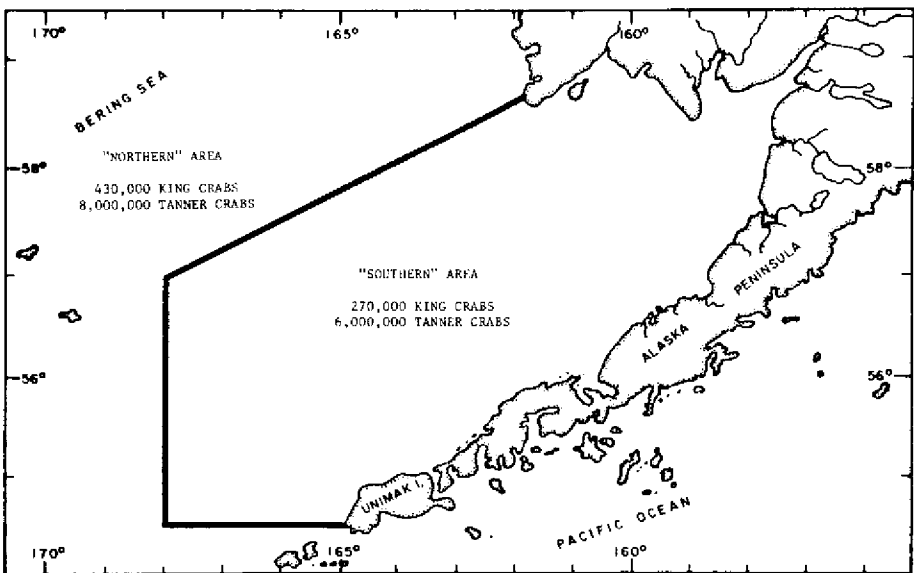 170° 165° 160°
BERING SEA
"NORTHERN" AREA
58° 58°
430,000 KING CRABS
8,000,000 TANNER CRABS
"SOUTHERN" AREA
270,000 KING CRABS
6,000,000 TANNER CRABS
PENINSULA
ALASKA
56° 56°
UNIMAK I.
PACIFIC OCEAN
170° 165° 160°